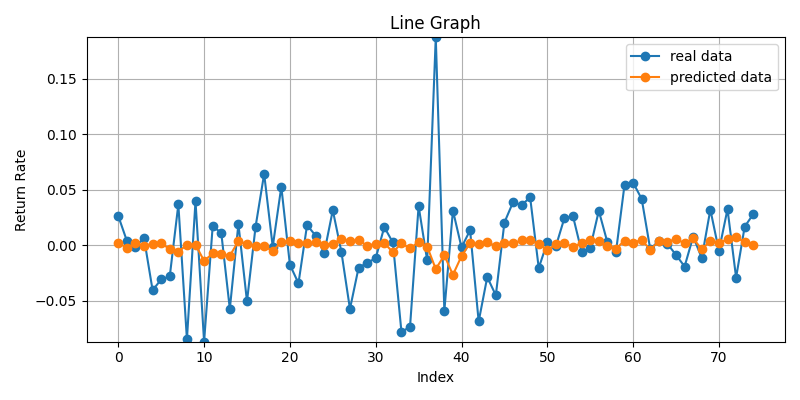 Line Graph
real data
predicted data
Return Rate
0.15
0.10
0.05
0.00
−0.05
0 10 20 30 40 50 60 70
Index